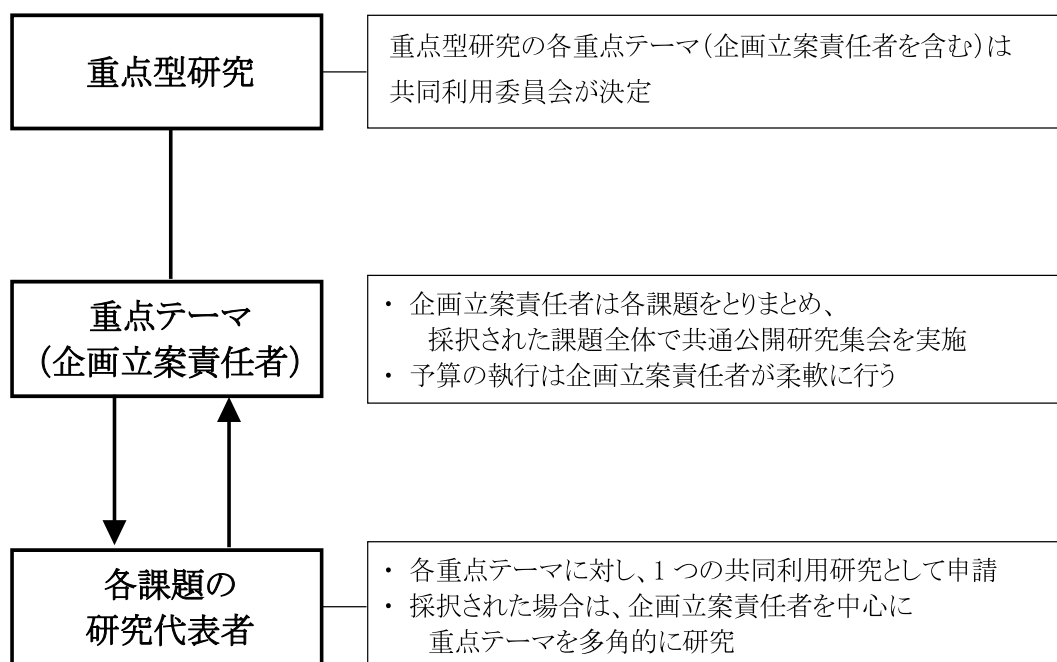 重点型研究
重点型研究の各重点テーマ(企画立案責任者を含む)は
共同利用委員会が決定
重点テーマ
(企画立案責任者)
・ 企画立案責任者は各課題をとりまとめ、
採択された課題全体で共通公開研究集会を実施
・ 予算の執行は企画立案責任者が柔軟に行う
各課題の
研究代表者
・ 各重点テーマに対し、1つの共同利用研究として申請
・ 採択された場合は、企画立案責任者を中心に
重点テーマを多角的に研究